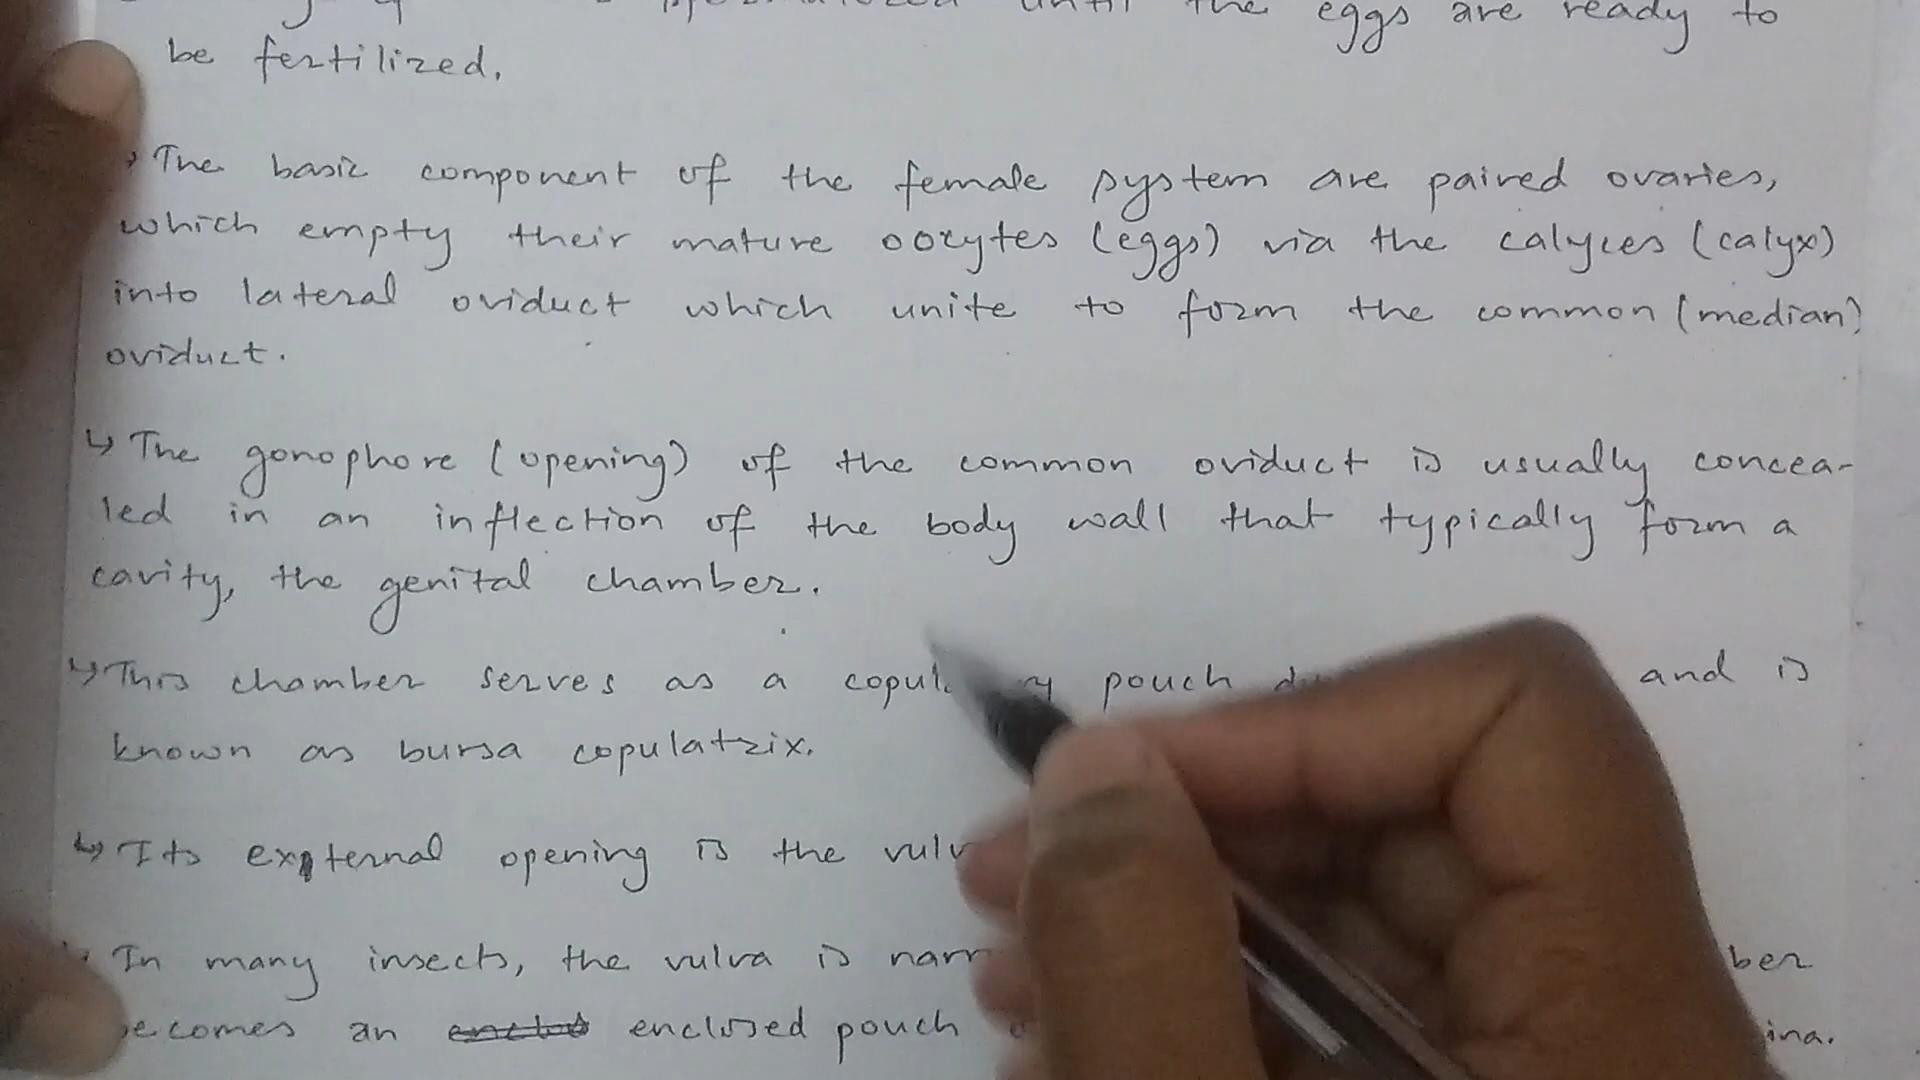 until the eggs are ready to
be fertilized.
The basic component of the female system are paired ovaries,
which empty their mature oocytes (eggs) via the calyces (calyx)
into lateral oviduct which unite to form the common (median)
oviduct.
↳ The gonophore (opening) of the common oviduct is usually concea-
led in an inflection of the body wall that typically form a
cavity, the genital chamber.
↳ This chamber serves as a pouch and is
known as bursa copulatrix.
↳ Its external opening is the
In many insects, the vulva is
an enclosed pouch